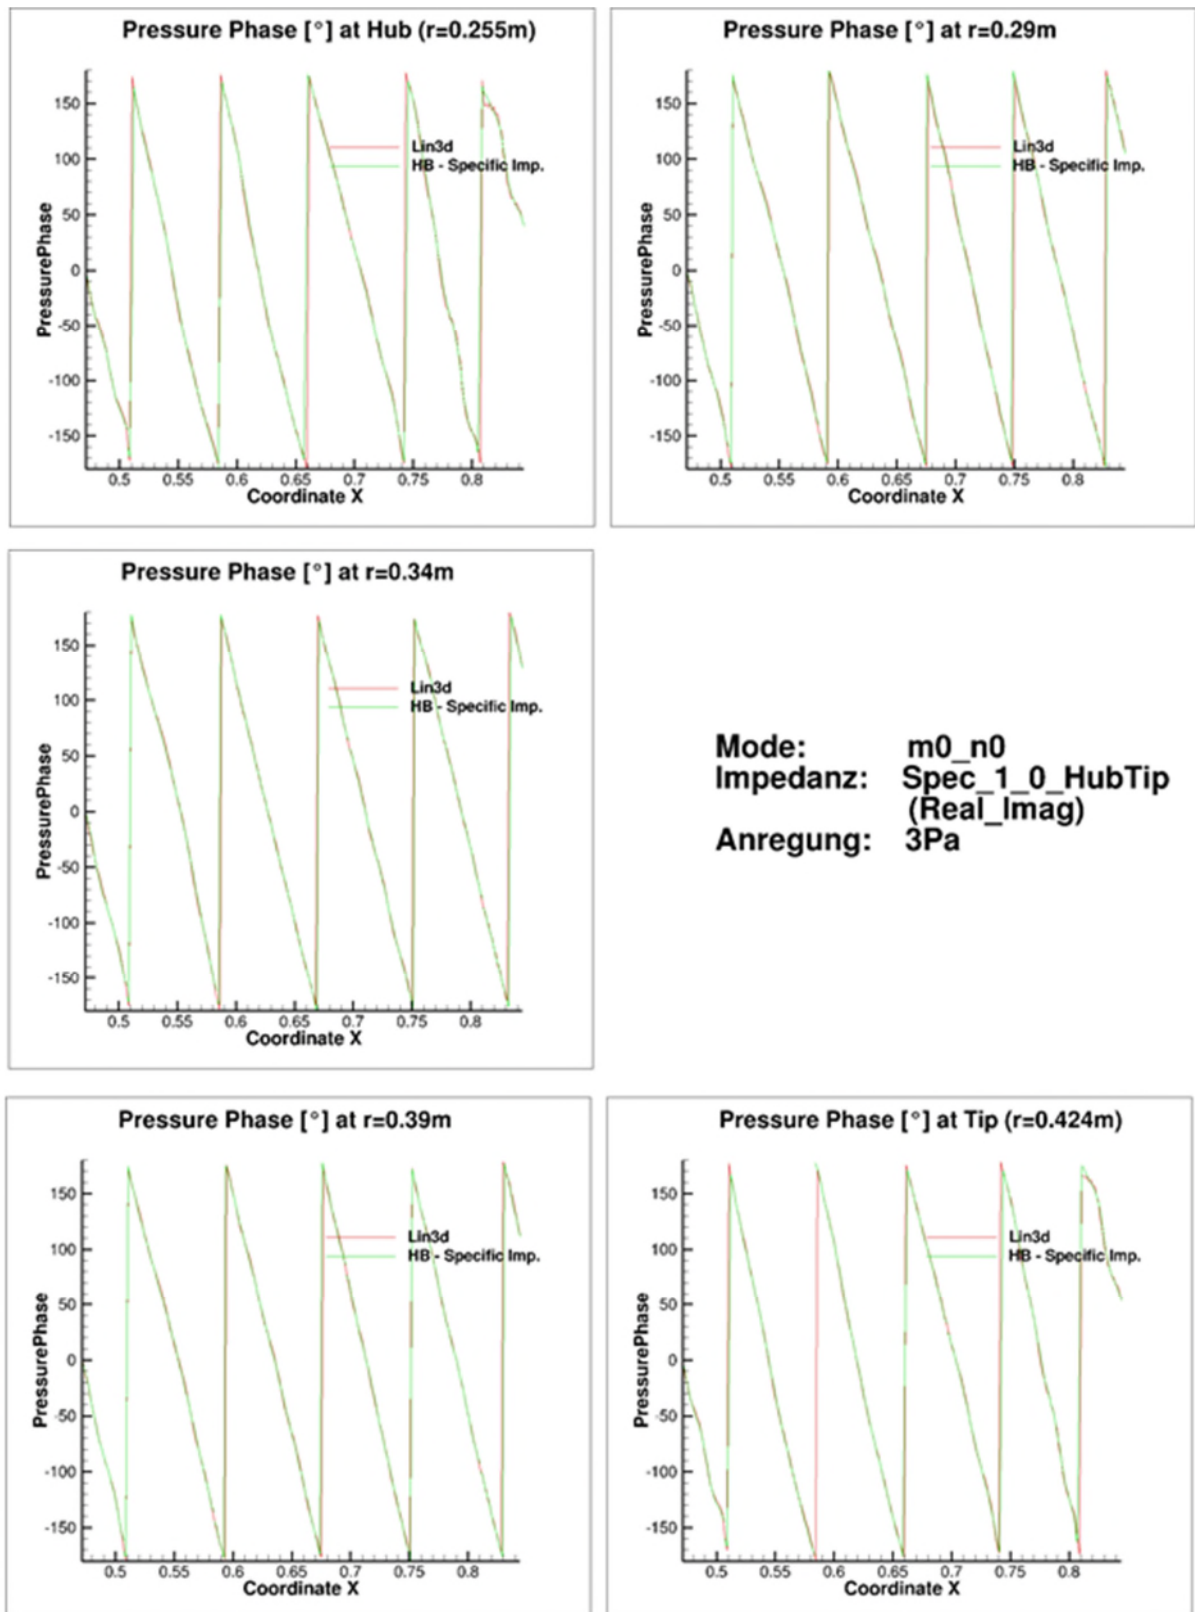 Pressure Phase [°] at Hub (r=0.255m)
PressurePhase
150
100
50
0
-50
-100
-150
Lin3d
HB - Specific Imp.
0.5 0.55 0.6 0.65 0.7 0.75 0.8
Coordinate X
Pressure Phase [°] at r=0.29m
PressurePhase
150
100
50
0
-50
-100
-150
Lin3d
HB - Specific Imp.
0.5 0.55 0.6 0.65 0.7 0.75 0.8
Coordinate X
Pressure Phase [°] at r=0.34m
PressurePhase
150
100
50
0
-50
-100
-150
Lin3d
HB - Specific Imp.
0.5 0.55 0.6 0.65 0.7 0.75 0.8
Coordinate X
Mode: m0_n0
Impedanz: Spec_1_0_HubTip
(Real_Imag)
Anregung: 3Pa
Pressure Phase [°] at r=0.39m
PressurePhase
150
100
50
0
-50
-100
-150
Lin3d
HB - Specific Imp.
0.5 0.55 0.6 0.65 0.7 0.75 0.8
Coordinate X
Pressure Phase [°] at Tip (r=0.424m)
PressurePhase
150
100
50
0
-50
-100
-150
Lin3d
HB - Specific Imp.
0.5 0.55 0.6 0.65 0.7 0.75 0.8
Coordinate X